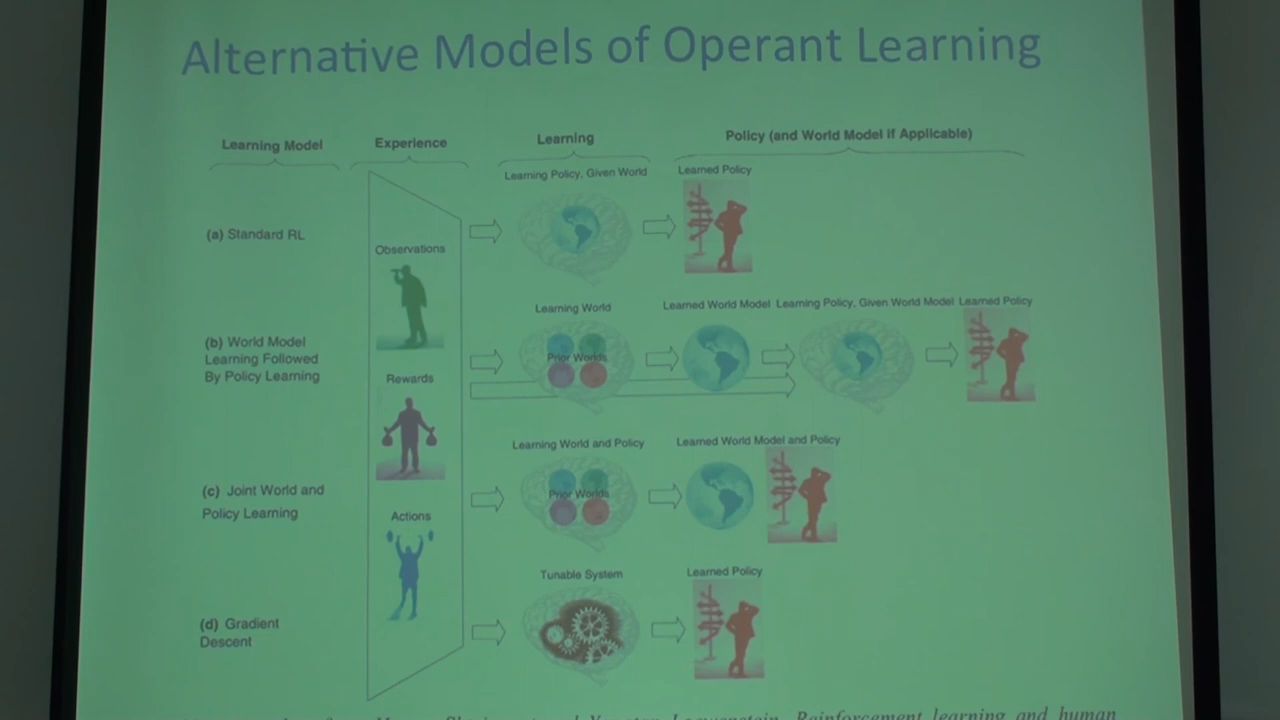 Alternative Models of Operant Learning
Learning Model
Experience
Learning
Policy (and World Model if Applicable)
Learning Policy, Given World
Learned Policy
(a) Standard RL
Observations
Learning World
Learned World Model
Learning Policy, Given World Model
Learned Policy
(b) World Model
Learning Followed
By Policy Learning
Prior Worlds
Rewards
Learning World and Policy
Learned World Model and Policy
(c) Joint World and
Policy Learning
Prior Worlds
Actions
Tunable System
Learned Policy
(d) Gradient
Descent
Reinforcement learning and human